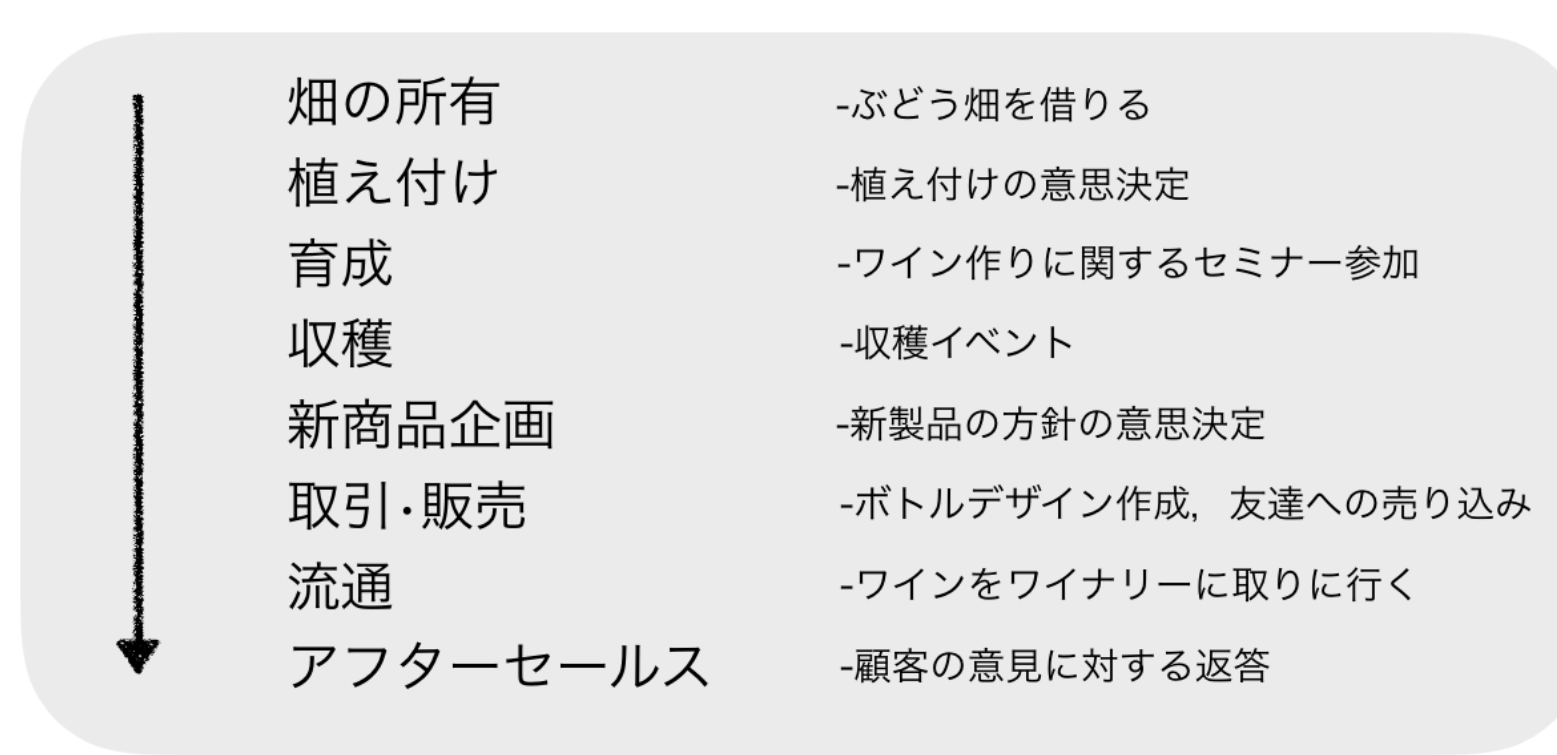 畑の所有 -ぶどう畑を借りる
植え付け -植え付けの意思決定
育成 -ワイン作りに関するセミナー参加
収穫 -収穫イベント
新商品企画 -新製品の方針の意思決定
取引・販売 -ボトルデザイン作成, 友達への売り込み
流通 -ワインをワイナリーに取りに行く
アフターセールス -顧客の意見に対する返答